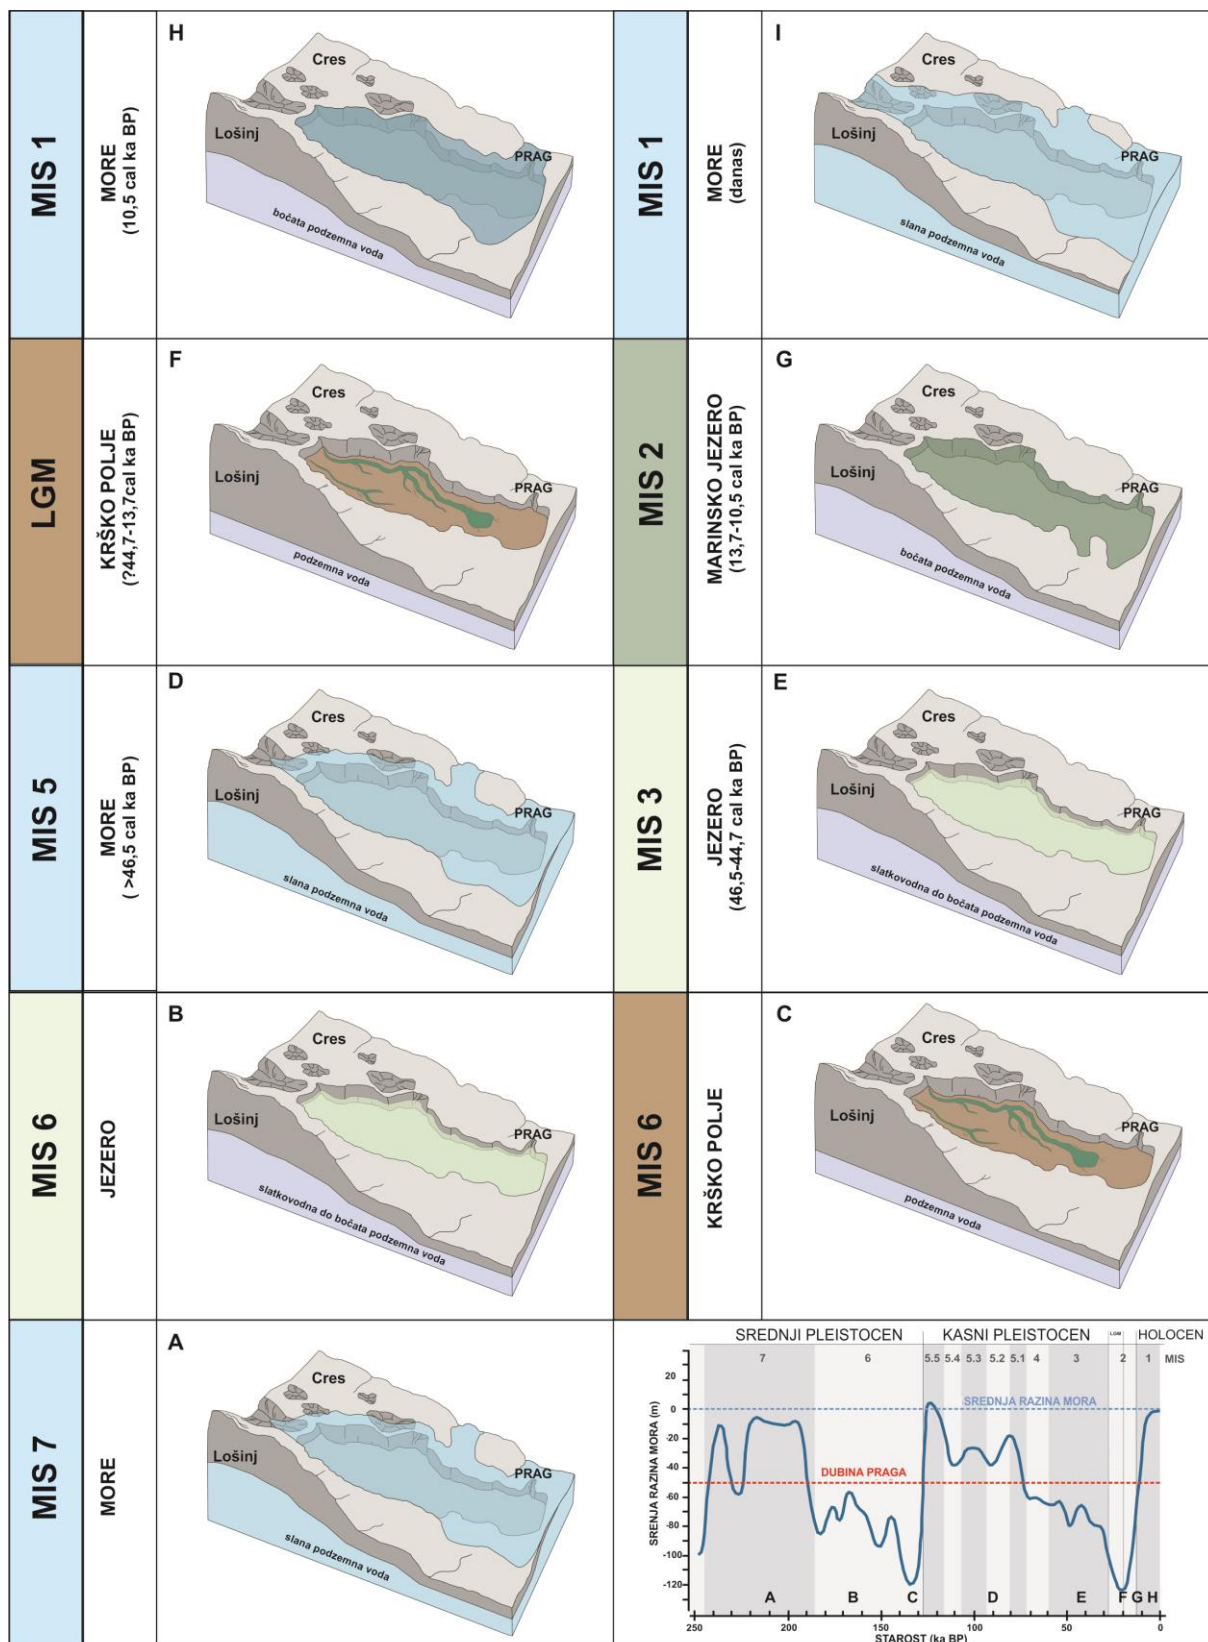 MIS 1
MORE
(10,5 cal ka BP)
H
Cres
Lošinj
PRAG
bočata podzemna voda
MIS 1
MORE
(danas)
I
Cres
Lošinj
PRAG
slana podzemna voda
LGM
KRŠKO POLJE
(?44,7-13,7cal ka BP)
F
Cres
Lošinj
PRAG
podzemna voda
MIS 2
MARINSKO JEZERO
(13,7-10,5 cal ka BP)
G
Cres
Lošinj
PRAG
bočata podzemna voda
MIS 5
MORE
( >46,5 cal ka BP)
D
Cres
Lošinj
PRAG
slana podzemna voda
MIS 3
JEZERO
(46,5-44,7 cal ka BP)
E
Cres
Lošinj
PRAG
slatkovodna do bočata podzemna voda
MIS 6
JEZERO
B
Cres
Lošinj
PRAG
slatkovodna do bočata podzemna voda
MIS 6
KRŠKO POLJE
C
Cres
Lošinj
PRAG
podzemna voda
MIS 7
MORE
A
Cres
Lošinj
PRAG
slana podzemna voda
SREDNJI PLEISTOCEN KASNI PLEISTOCEN LGM HOLOCEN
7 6 5.5 5.4 5.3 5.2 5.1 4 3 2 1 MIS
SRENJA RAZINA MORA (m)
20
0
-20
-40
-60
-80
-100
-120
SREDNJA RAZINA MORA
DUBINA PRAGA
A B C D E F G H
250 200 150 100 50 0
STAROST (ka BP)